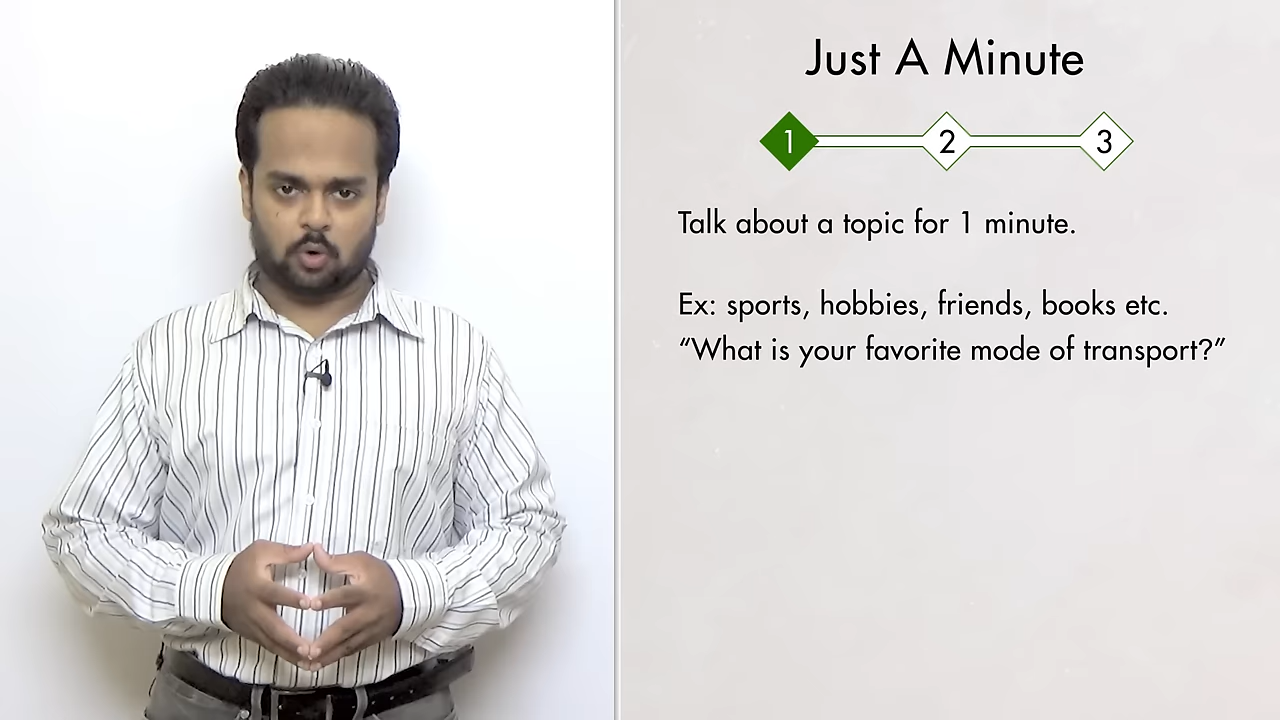 Just A Minute
1 2 3
Talk about a topic for 1 minute.
Ex: sports, hobbies, friends, books etc.
“What is your favorite mode of transport?”